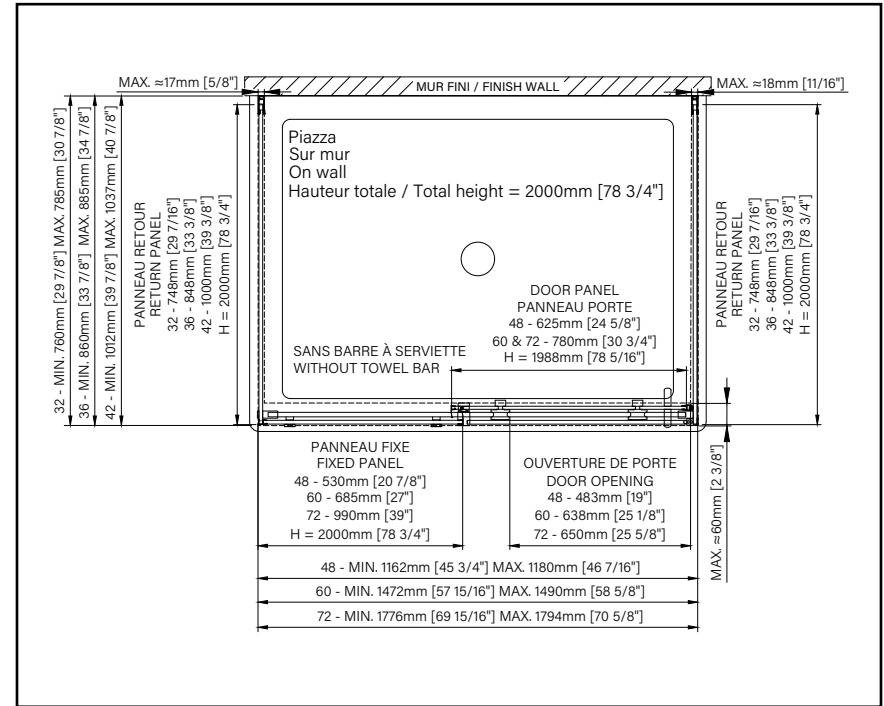 MAX. ≈17mm [5/8"]
MUR FINI / FINISH WALL
MAX. ≈18mm [11/16"]
32 - MIN. 760mm [29 7/8"] MAX. 785mm [30 7/8"]
36 - MIN. 860mm [33 7/8"] MAX. 885mm [34 7/8"]
42 - MIN. 1012mm [39 7/8"] MAX. 1037mm [40 7/8"]
PANNEAU RETOUR
RETURN PANEL
32 - 748mm [29 7/16"]
36 - 848mm [33 3/8"]
42 - 1000mm [39 3/8"]
H = 2000mm [78 3/4"]
Piazza
Sur mur
On wall
Hauteur totale / Total height = 2000mm [78 3/4"]
DOOR PANEL
PANNEAU PORTE
48 - 625mm [24 5/8"]
60 & 72 - 780mm [30 3/4"]
H = 1988mm [78 5/16"]
SANS BARRE À SERVIETTE
WITHOUT TOWEL BAR
PANNEAU RETOUR
RETURN PANEL
32 - 748mm [29 7/16"]
36 - 848mm [33 3/8"]
42 - 1000mm [39 3/8"]
H = 2000mm [78 3/4"]
PANNEAU FIXE
FIXED PANEL
48 - 530mm [20 7/8"]
60 - 685mm [27"]
72 - 990mm [39"]
H = 2000mm [78 3/4"]
OUVERTURE DE PORTE
DOOR OPENING
48 - 483mm [19"]
60 - 638mm [25 1/8"]
72 - 650mm [25 5/8"]
MAX. ≈60mm [2 3/8"]
48 - MIN. 1162mm [45 3/4"] MAX. 1180mm [46 7/16"]
60 - MIN. 1472mm [57 15/16"] MAX. 1490mm [58 5/8"]
72 - MIN. 1776mm [69 15/16"] MAX. 1794mm [70 5/8"]